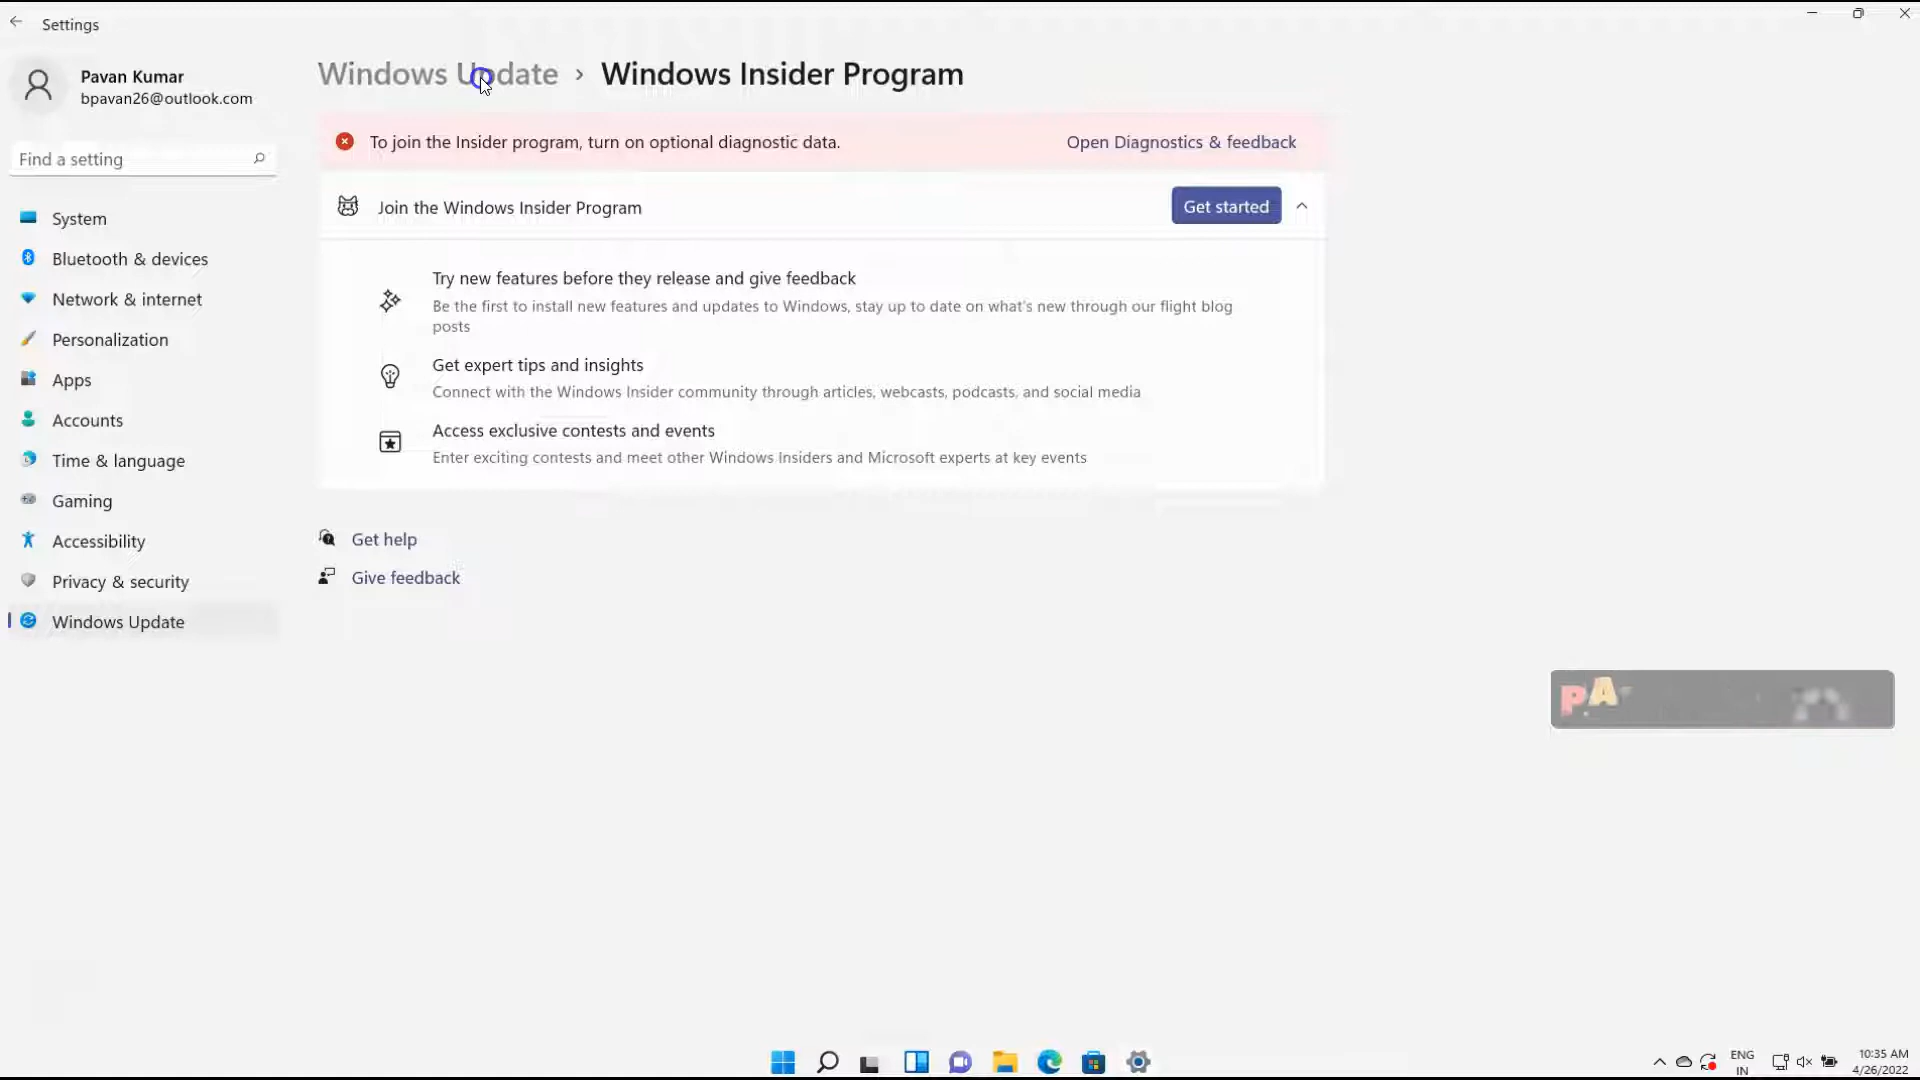 Settings
Pavan Kumar
bpavan26@outlook.com
Find a setting
System
Bluetooth & devices
Network & internet
Personalization
Apps
Accounts
Time & language
Gaming
Accessibility
Privacy & security
Windows Update
Windows Update > Windows Insider Program
To join the Insider program, turn on optional diagnostic data. Open Diagnostics & feedback
Join the Windows Insider Program Get started
Try new features before they release and give feedback
Be the first to install new features and updates to Windows, stay up to date on what's new through our flight blog
posts
Get expert tips and insights
Connect with the Windows Insider community through articles, webcasts, podcasts, and social media
Access exclusive contests and events
Enter exciting contests and meet other Windows Insiders and Microsoft experts at key events
Get help
Give feedback
PA
ENG
IN
10:35 AM
4/26/2022